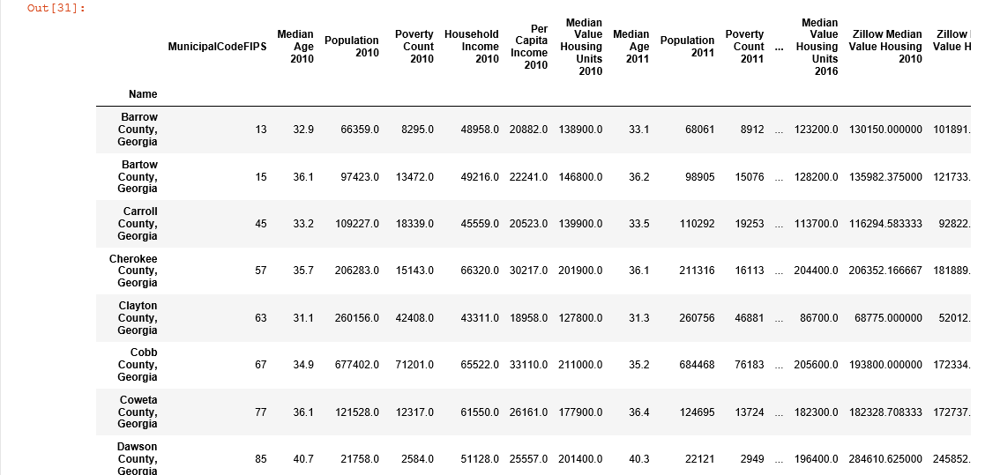 Out[31]:
MunicipalCodeFIPS Median Age 2010 Population 2010 Poverty Count 2010 Household Income 2010 Per Capita Income 2010 Median Value Housing Units 2010 Median Age 2011 Population 2011 Poverty Count 2011 ... Median Value Housing Units 2016 Zillow Median Value Housing 2010
Name
Barrow County, Georgia 13 32.9 66359.0 8295.0 48958.0 20882.0 138900.0 33.1 68061 8912 ... 123200.0 130150.000000 101891.
Bartow County, Georgia 15 36.1 97423.0 13472.0 49216.0 22241.0 146800.0 36.2 98905 15076 ... 128200.0 135982.375000 121733.
Carroll County, Georgia 45 33.2 109227.0 18339.0 45559.0 20523.0 139900.0 33.5 110292 19253 ... 113700.0 116294.583333 92822.
Cherokee County, Georgia 57 35.7 206283.0 15143.0 66320.0 30217.0 201900.0 36.1 211316 16113 ... 204400.0 206352.166667 181889.
Clayton County, Georgia 63 31.1 260156.0 42408.0 43311.0 18958.0 127800.0 31.3 260756 46881 ... 86700.0 68775.000000 52012.
Cobb County, Georgia 67 34.9 677402.0 71201.0 65522.0 33110.0 211000.0 35.2 684468 76183 ... 205600.0 193800.000000 172334.
Coweta County, Georgia 77 36.1 121528.0 12317.0 61550.0 26161.0 177900.0 36.4 124695 13724 ... 182300.0 182328.708333 172737.
Dawson County, Georgia 85 40.7 21758.0 2584.0 51128.0 25557.0 201400.0 40.3 22121 2949 ... 196400.0 284610.625000 245852.